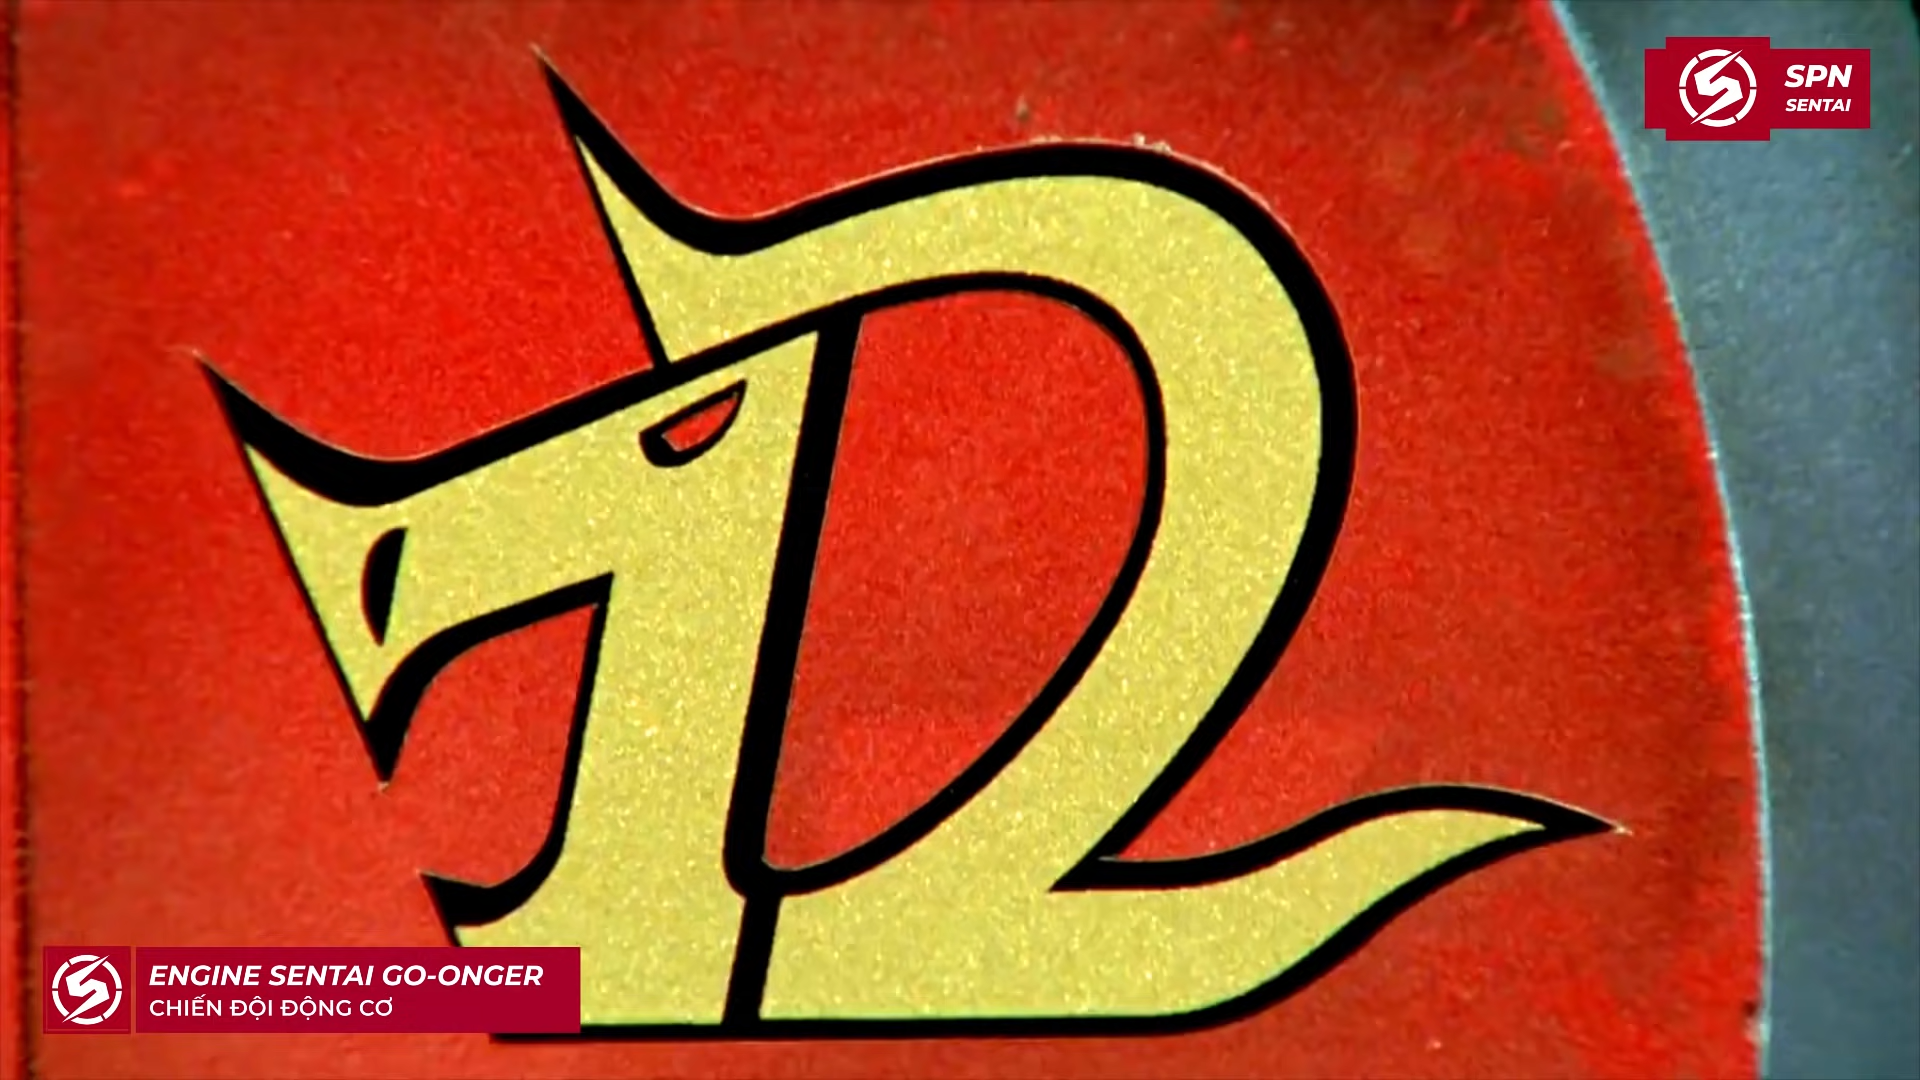 SPN
SENTAI
D
ENGINE SENTAI GO-ONGER
CHIẾN ĐỘI ĐỘNG CƠ